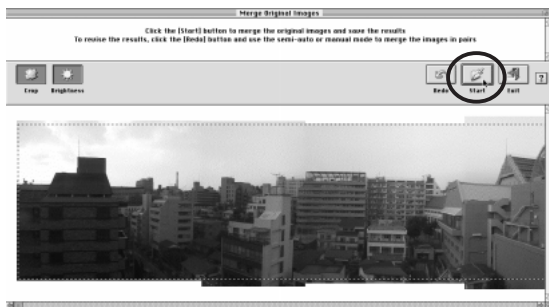 Merge Original Images
Click the [Start] button to merge the original images and save the results
To revise the results, click the [Redo] button and use the semi-auto or manual mode to merge the images in pairs
Crop Brightness Redo Start Exit ?